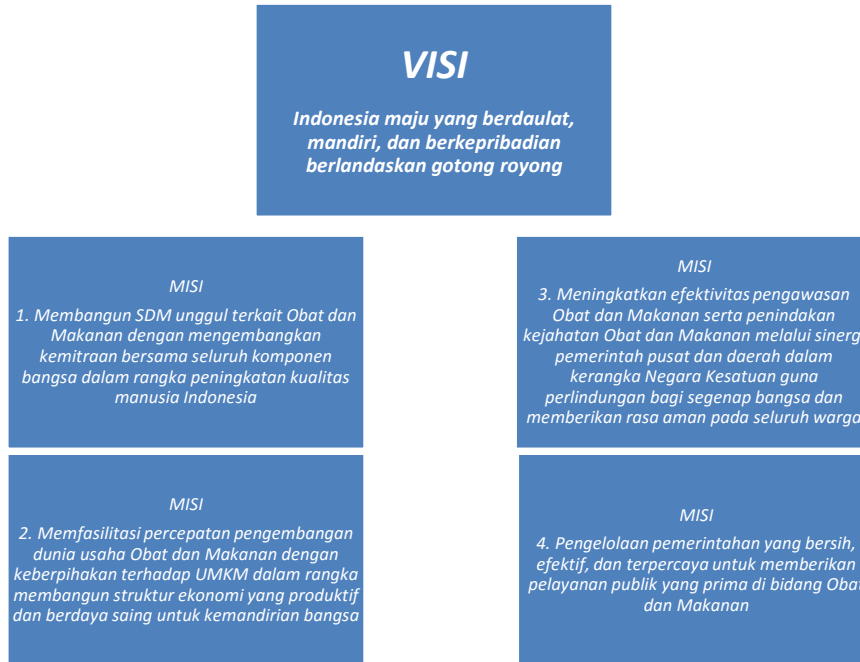 VISI
Indonesia maju yang berdaulat,
mandiri, dan berkepribadian
berlandaskan gotong royong
MISI
1. Membangun SDM unggul terkait Obat dan
Makanan dengan mengembangkan
kemitraan bersama seluruh komponen
bangsa dalam rangka peningkatan kualitas
manusia Indonesia
MISI
2. Memfasilitasi percepatan pengembangan
dunia usaha Obat dan Makanan dengan
keberpihakan terhadap UMKM dalam rangka
membangun struktur ekonomi yang produktif
dan berdaya saing untuk kemandirian bangsa
MISI
3. Meningkatkan efektivitas pengawasan
Obat dan Makanan serta penindakan
kejahatan Obat dan Makanan melalui sinerg
pemerintah pusat dan daerah dalam
kerangka Negara Kesatuan guna
perlindungan bagi segenap bangsa dan
memberikan rasa aman pada seluruh warga
MISI
4. Pengelolaan pemerintahan yang bersih,
efektif, dan terpercaya untuk memberikan
pelayanan publik yang prima di bidang Obat
dan Makanan